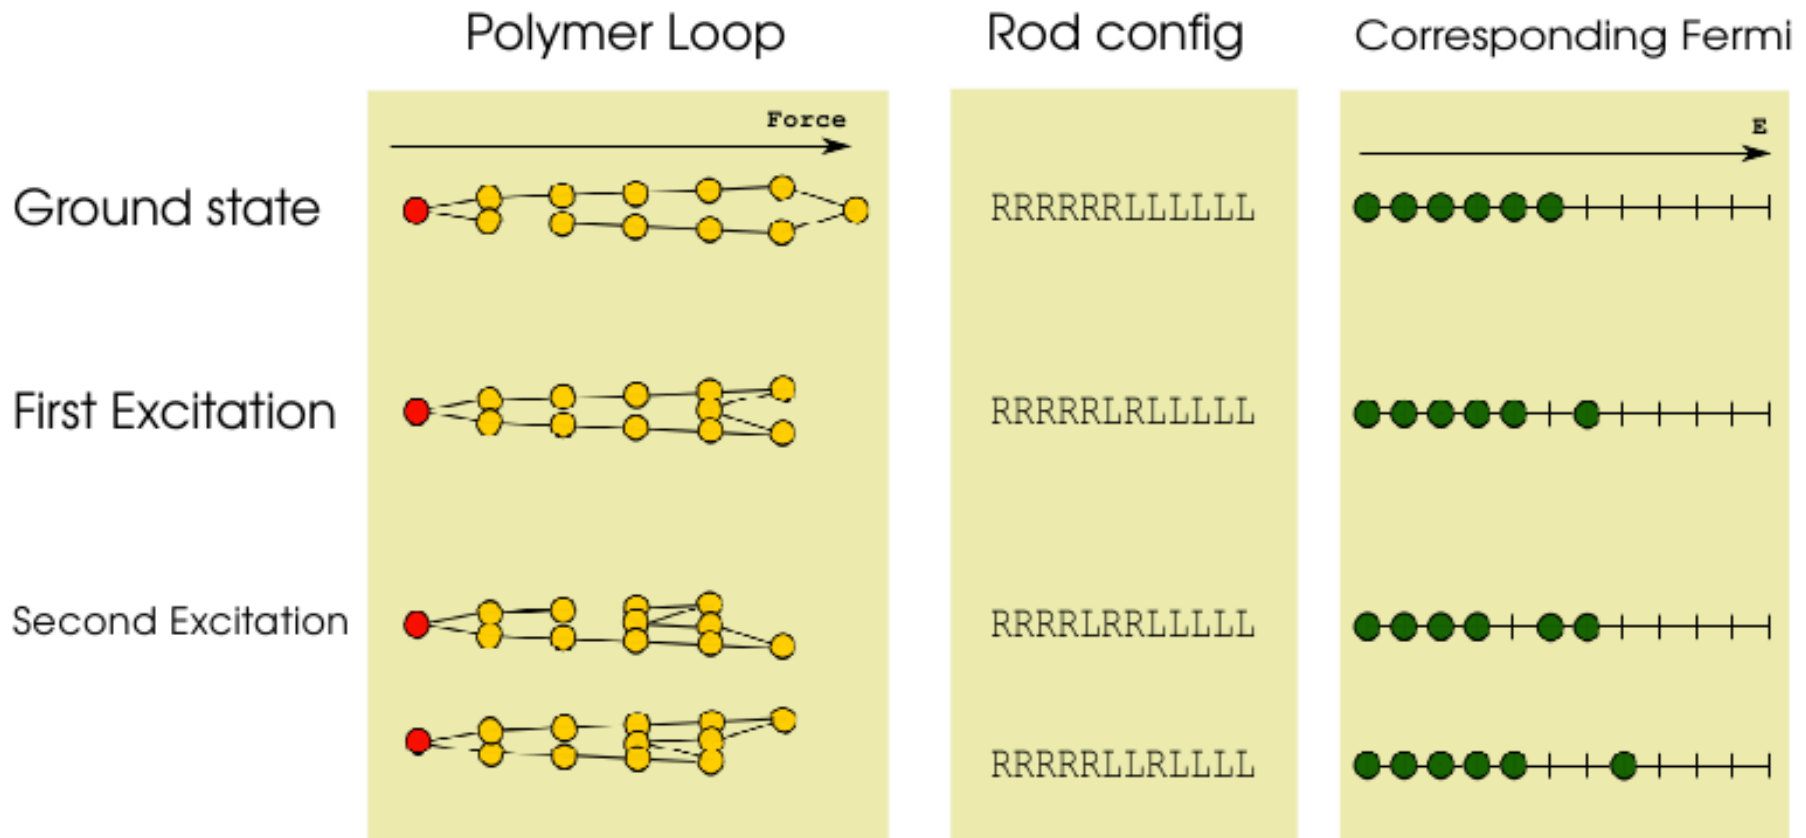 Polymer Loop Rod config Corresponding Fermi
Force
E
Ground state RRRRRRLLLLLL
First Excitation RRRRRLRLLLLL
Second Excitation RRRRLRRLLLLL
RRRRRLLRLLLL